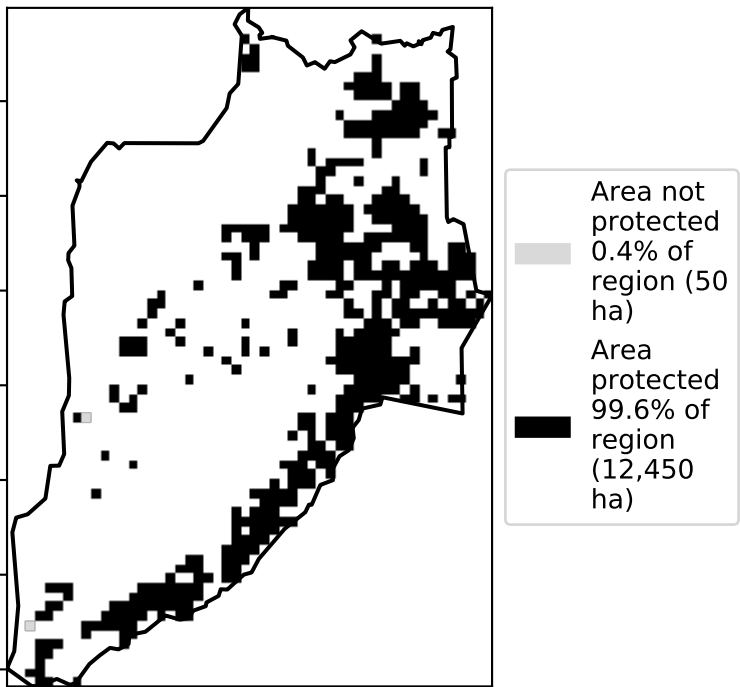 Area not
protected
0.4% of
region (50
ha)
Area
protected
99.6% of
region
(12,450
ha)